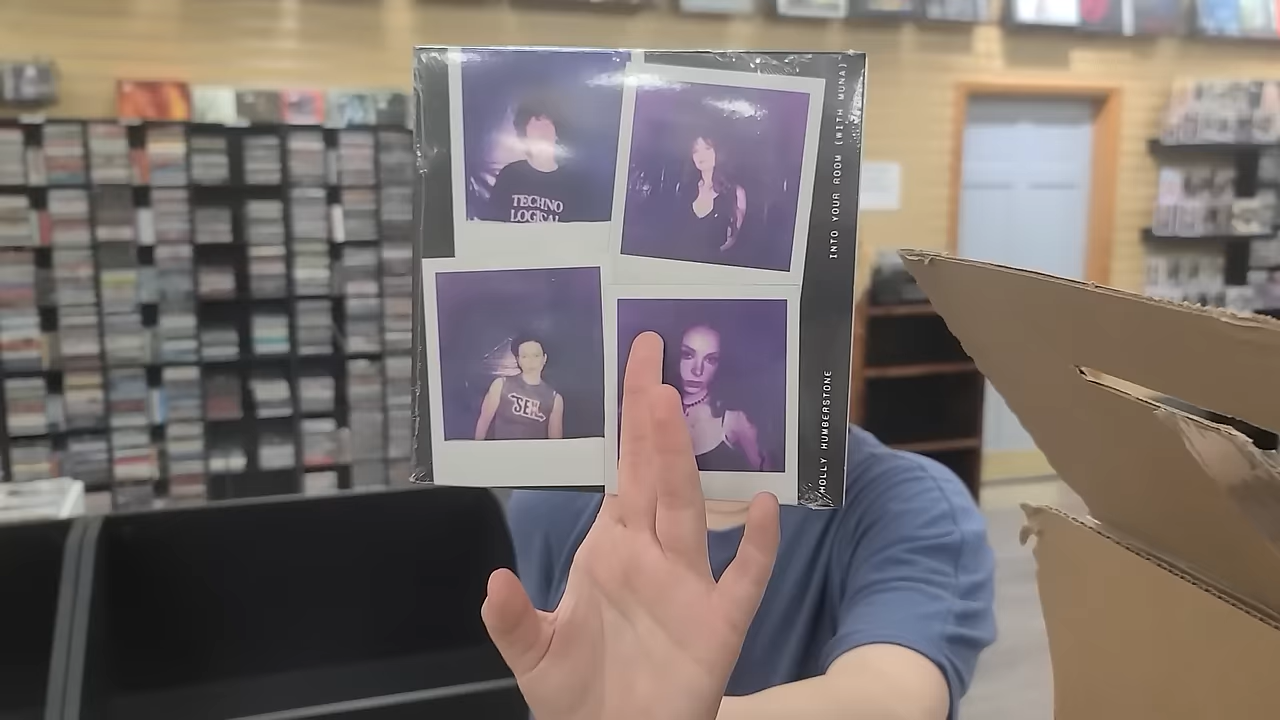 TECHNO
LOGICAL
SEX
INTO YOUR ROOM (WITH MUNA)
HOLLY HUMBERSTONE